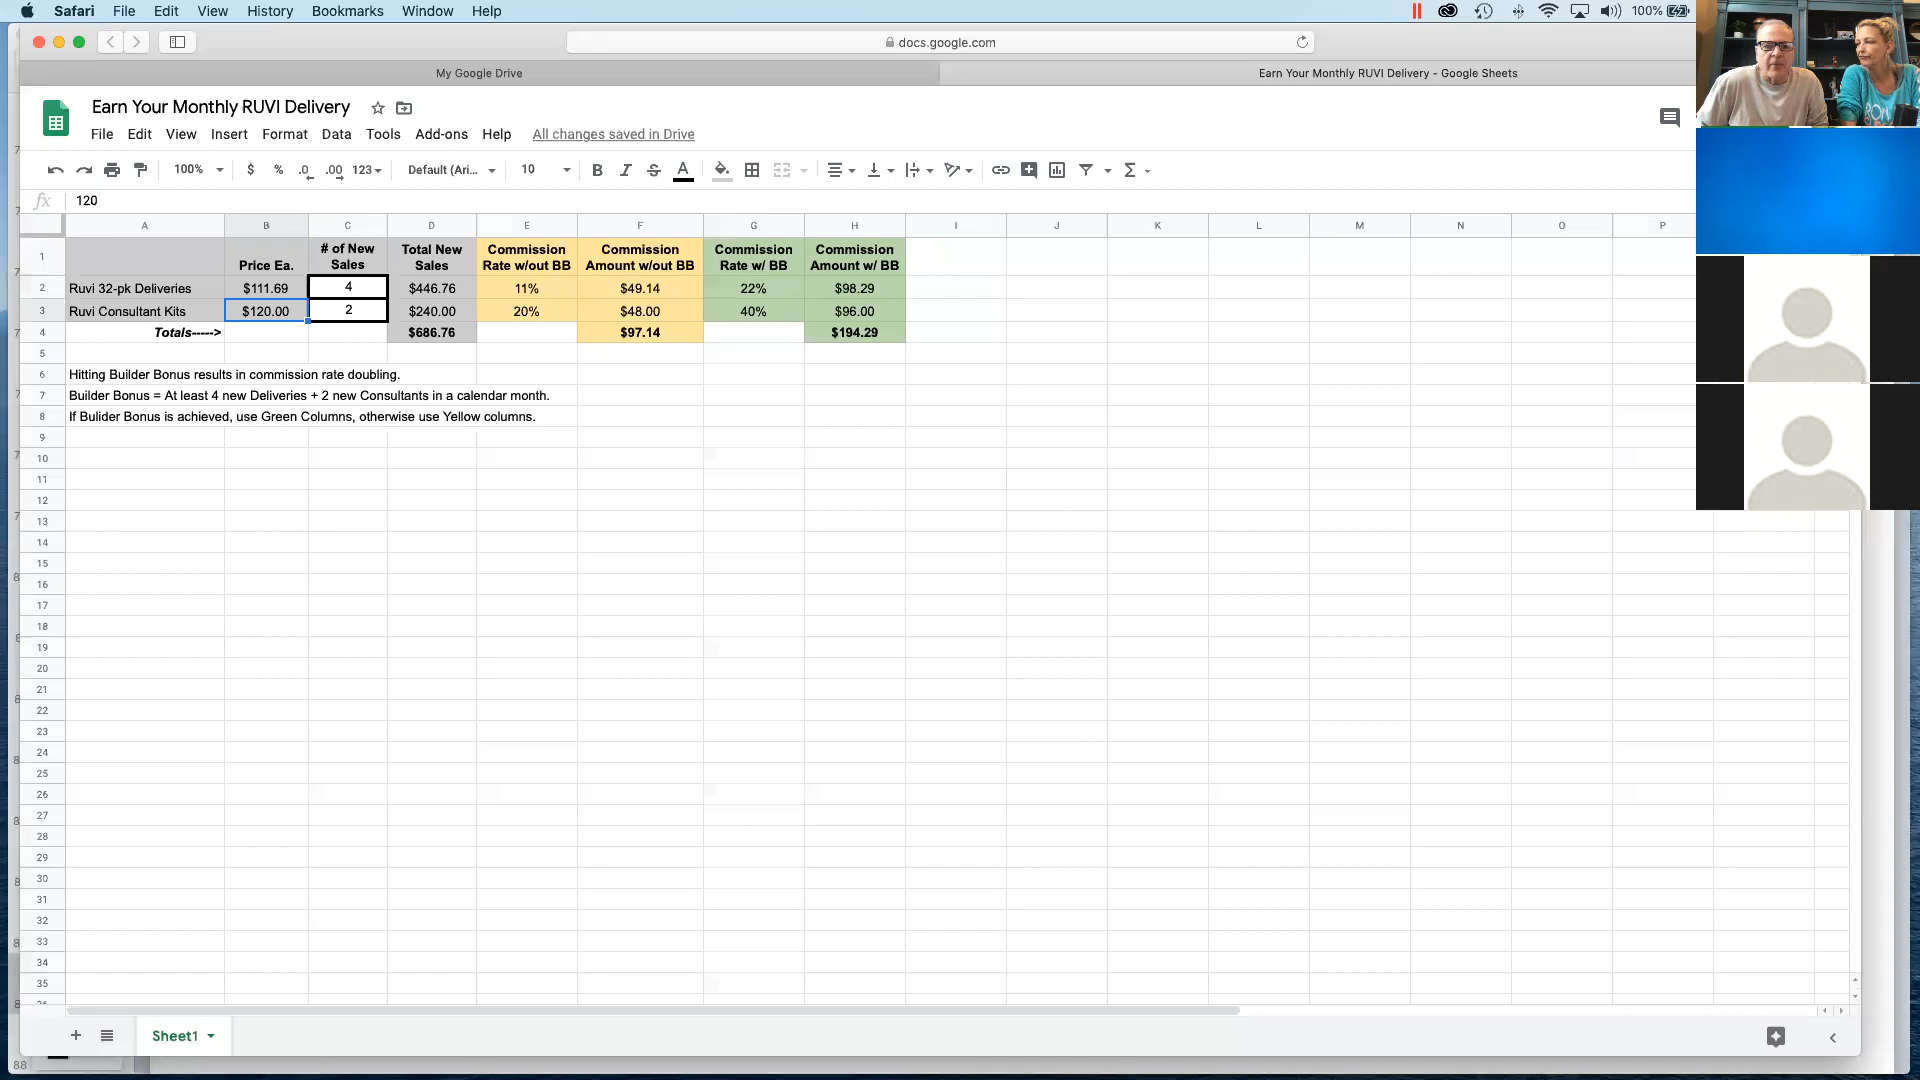 Safari File Edit View History Bookmarks Window Help 100%
docs.google.com
My Google Drive Earn Your Monthly RUVI Delivery - Google Sheets
Earn Your Monthly RUVI Delivery
File Edit View Insert Format Data Tools Add-ons Help All changes saved in Drive
100% $ % .0 .00 123 Default (Ari... 10 B I S A
fx 120
A B C D E F G H I J K L M N O P
1 Price Ea. # of New Sales Total New Sales Commission Rate w/out BB Commission Amount w/out BB Commission Rate w/ BB Commission Amount w/ BB
2 Ruvi 32-pk Deliveries $111.69 4 $446.76 11% $49.14 22% $98.29
3 Ruvi Consultant Kits $120.00 2 $240.00 20% $48.00 40% $96.00
4 Totals-----> $686.76 $97.14 $194.29
5
6 Hitting Builder Bonus results in commission rate doubling.
7 Builder Bonus = At least 4 new Deliveries + 2 new Consultants in a calendar month.
8 If Bulider Bonus is achieved, use Green Columns, otherwise use Yellow columns.
9
10
11
12
13
14
15
16
17
18
19
20
21
22
23
24
25
26
27
28
29
30
31
32
33
34
35
Sheet1
88